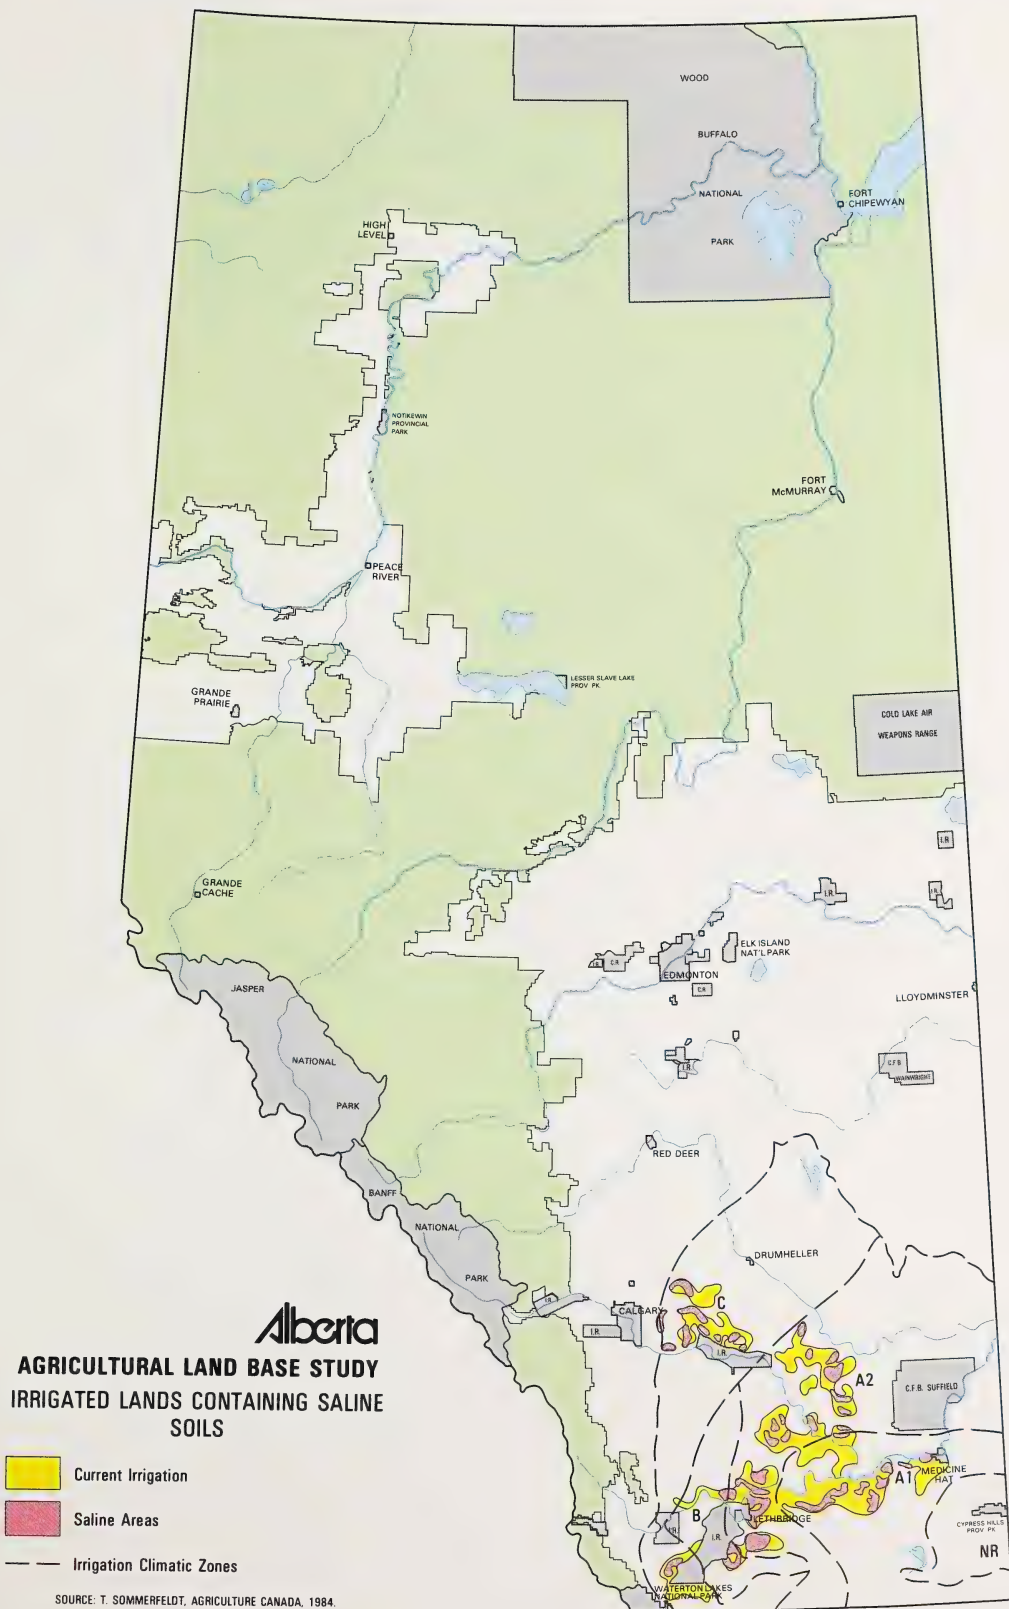 WOOD
BUFFALO
NATIONAL
PARK
FORT
CHIPEWYAN
HIGH
LEVEL
NOTIKEWIN
PROVINCIAL
PARK
FORT
McMURRAY
PEACE
RIVER
LESSER SLAVE LAKE
PROV PK.
GRANDE
PRAIRIE
COLD LAKE AIR
WEAPONS RANGE
I.R.
GRANDE
CACHE
I.R.
I.R.
ELK ISLAND
NAT'L PARK
I.R.
C.R.
EDMONTON
C.R.
JASPER
NATIONAL
PARK
LLOYDMINSTER
I.R.
C.F.B.
WAINWRIGHT
RED DEER
BANFF
NATIONAL
PARK
DRUMHELLER
I.R.
CALGARY
I.R.
C
I.R.
A2
C.F.B. SUFFIELD
A1
MEDICINE
HAT
B
I.R.
I.R.
LETHBRIDGE
CYPRESS HILLS
PROV PK
NR
WATERTON LAKES
NATIONAL PARK
Alberta
AGRICULTURAL LAND BASE STUDY
IRRIGATED LANDS CONTAINING SALINE
SOILS
Current Irrigation
Saline Areas
Irrigation Climatic Zones
SOURCE: T. SOMMERFELDT, AGRICULTURE CANADA, 1984.